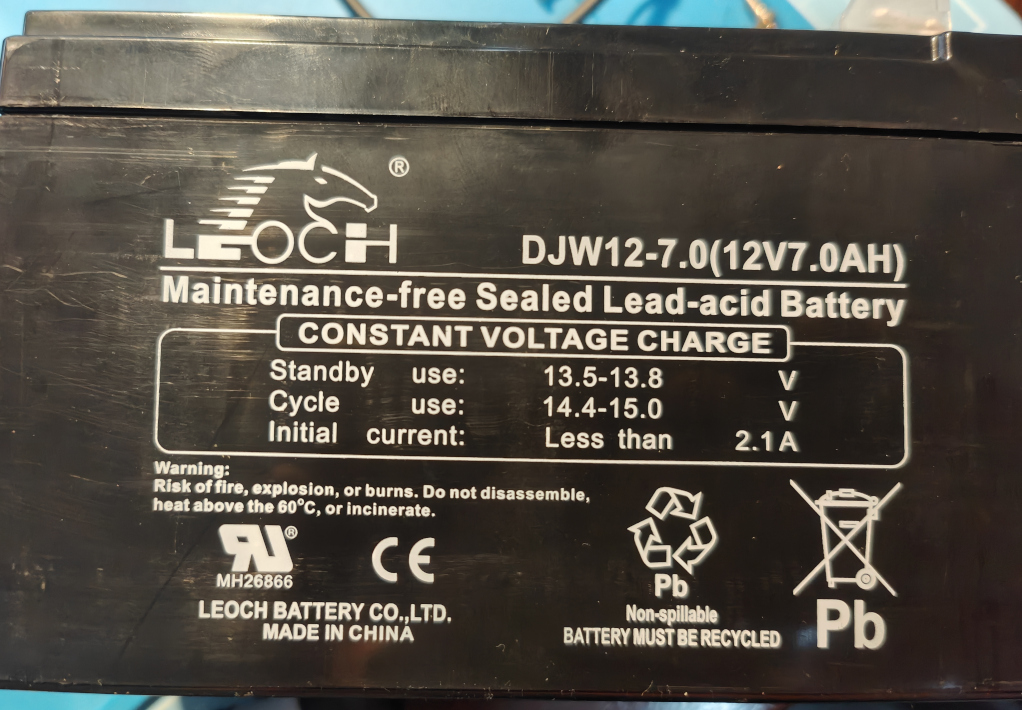 LEOCH ®
DJW12-7.0(12V7.0AH)
Maintenance-free Sealed Lead-acid Battery
CONSTANT VOLTAGE CHARGE
Standby use: 13.5-13.8 V
Cycle use: 14.4-15.0 V
Initial current: Less than 2.1A
Warning:
Risk of fire, explosion, or burns. Do not disassemble,
heat above the 60°C, or incinerate.
RU ®
MH26866
CE
LEOCH BATTERY CO.,LTD.
MADE IN CHINA
Pb
Non-spillable
BATTERY MUST BE RECYCLED
Pb